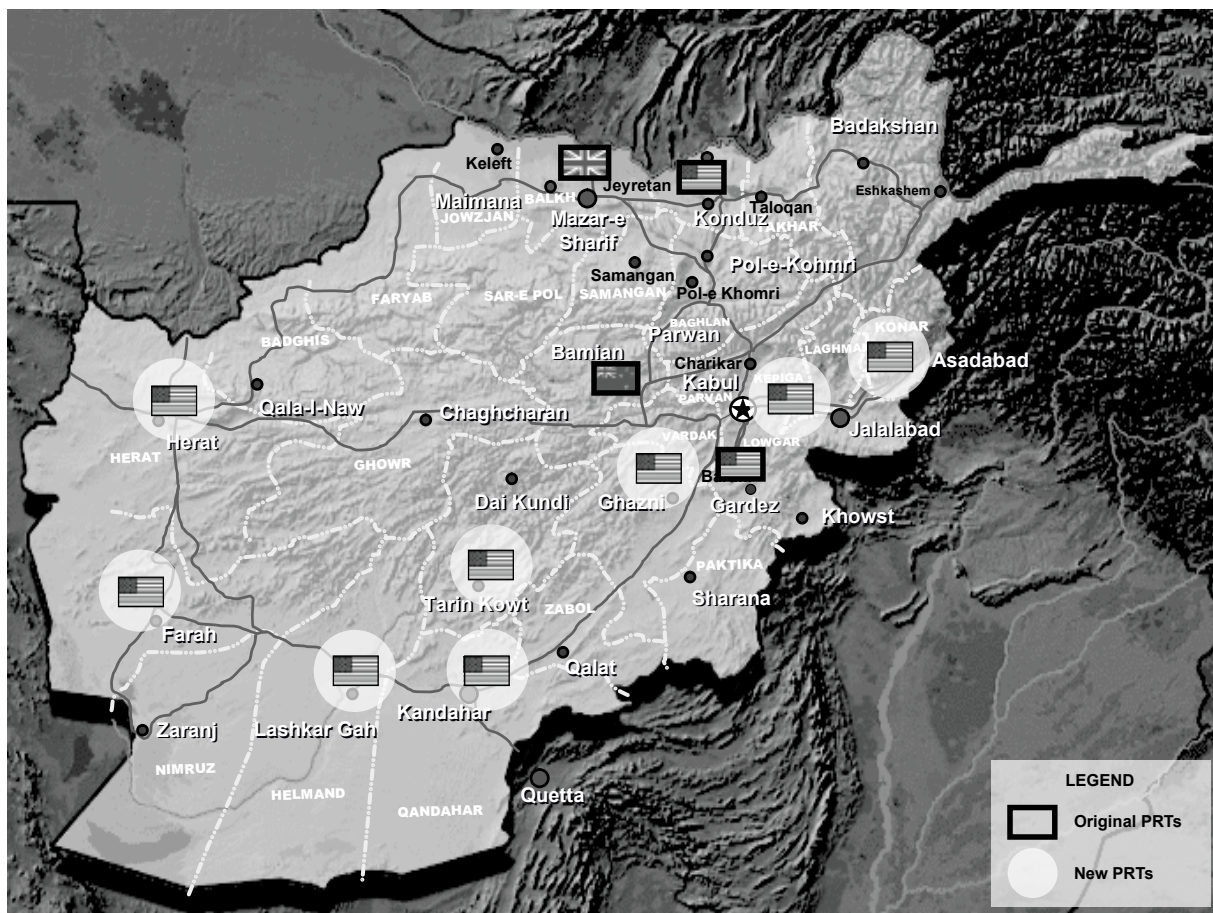 Badakshan
Keleft
Eshkashem
Jeyretan
Maimana
BALKH
Taloqan
JOWZJAN
Mazar-e
Sharif
Konduz
Pol-e-Kohmri
Samangan
SAR-E POL
SAMANGAN
Pol-e Khomri
FARYAB
BAGHLAN
KONAR
Parwan
BADGHIS
Bamian
Charikar
Asadabad
Kabul
KEPIGA
PARVAN
Qala-I-Naw
Chaghcharan
Jalalabad
Herat
VARDAK
LOWGAR
HERAT
GHOWR
Dai Kundi
Ghazni
Gardez
Khowst
PAKTIKA
Tarin Kowt
ZABOL
Sharana
Farah
Qalat
Kandahar
Zaranj
Lashkar Gah
NIMRUZ
HELMAND
QANDAHAR
Quetta
LEGEND
Original PRTs
New PRTs